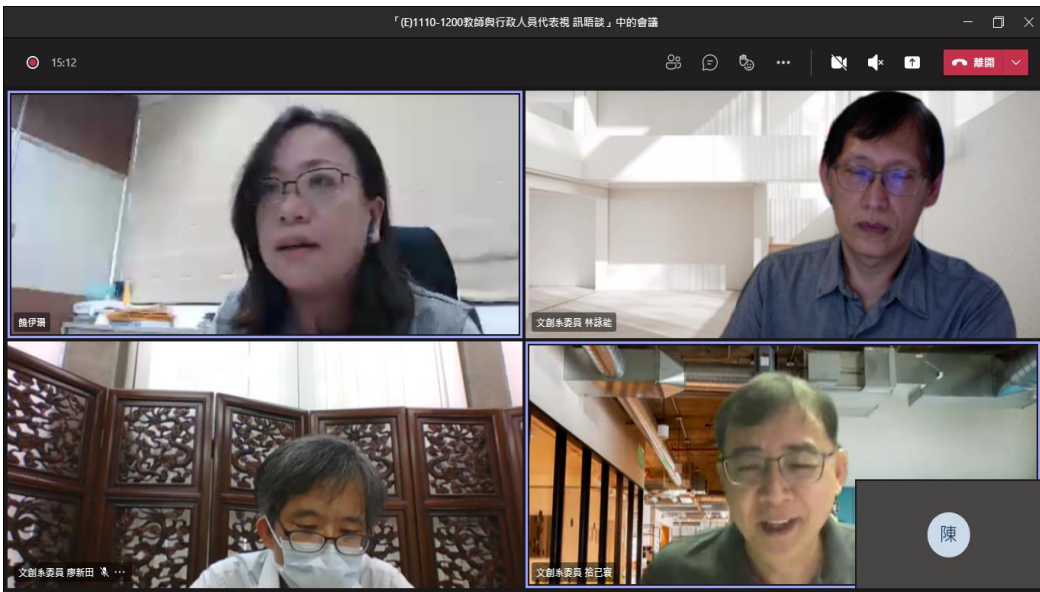 「(E)1110-1200教師與行政人員代表視 訊晤談」中的會議
15:12
離開
饒伊珊
文創系委員 林詠能
文創系委員 廖新田
文創系委員 拾已寰
陳